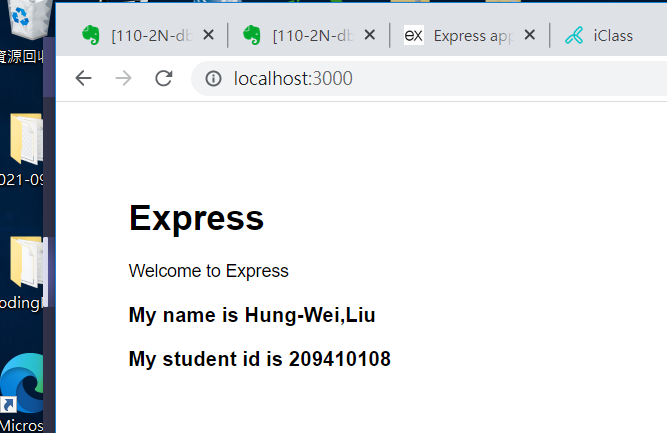 資源回收
[110-2N-db
[110-2N-db
ex
Express app
iClass
localhost:3000
021-09
Express
Welcome to Express
My name is Hung-Wei,Liu
My student id is 209410108
oding
Micros